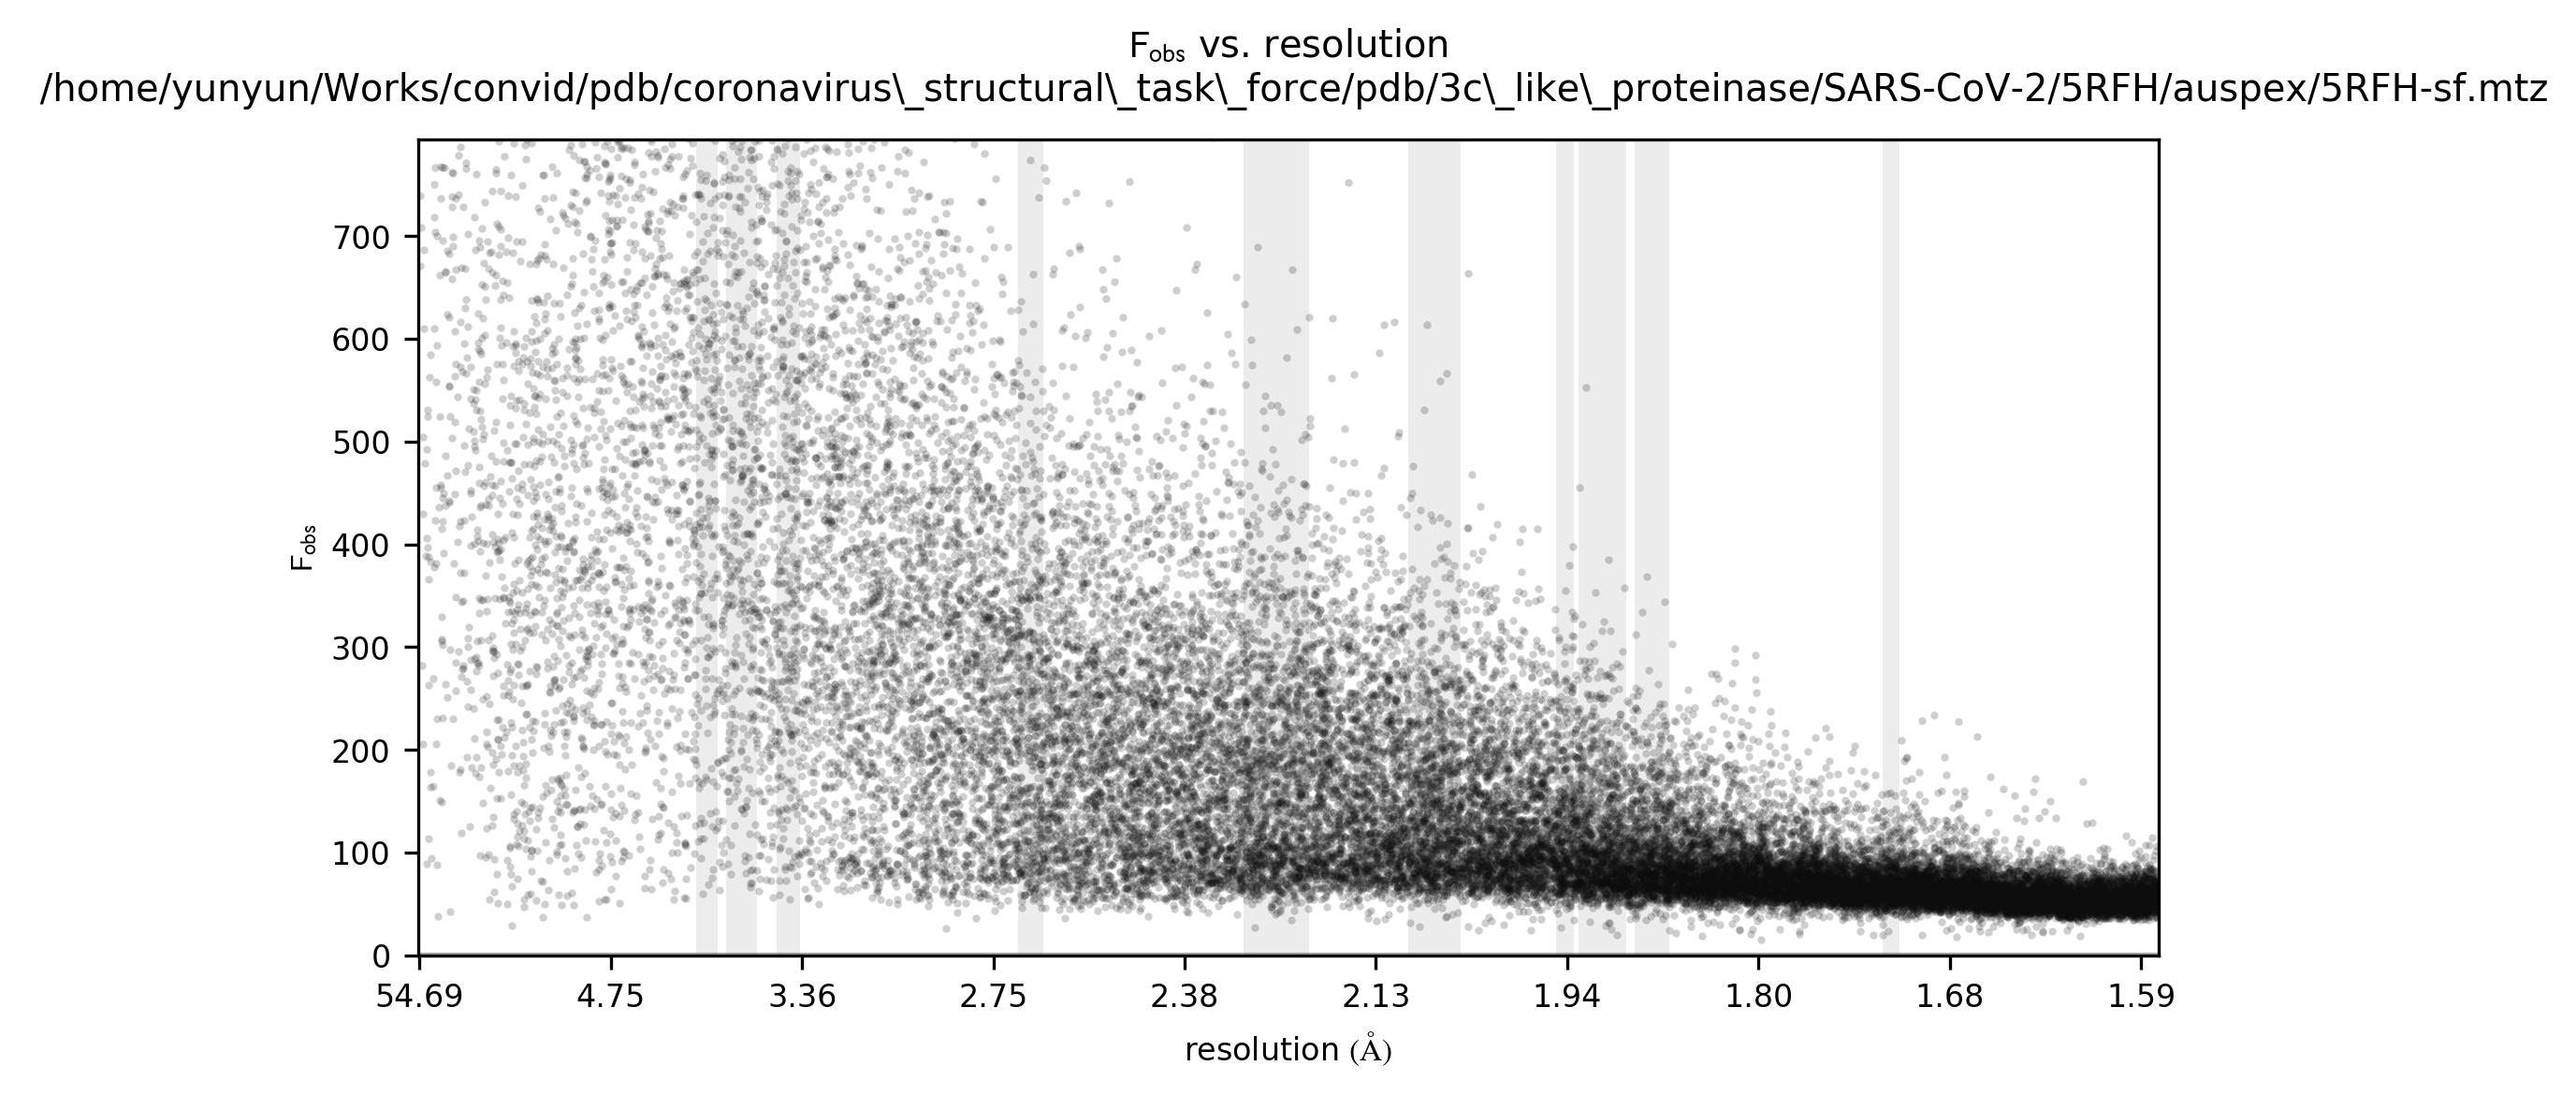 Fobs vs. resolution
/home/yunyun/Works/convid/pdb/coronavirus\_structural\_task\_force/pdb/3c\_like\_proteinase/SARS-CoV-2/5RFH/auspex/5RFH-sf.mtz
700
600
500
400
300
200
100
0
Fobs
54.69 4.75 3.36 2.75 2.38 2.13 1.94 1.80 1.68 1.59
resolution (Å)